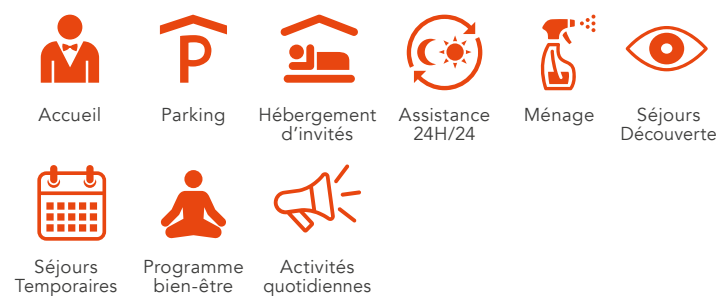 P
Accueil
Parking
Hébergement
d'invités
Assistance
24H/24
Ménage
Séjours
Découverte
Séjours
Temporaires
Programme
bien-être
Activités
quotidiennes